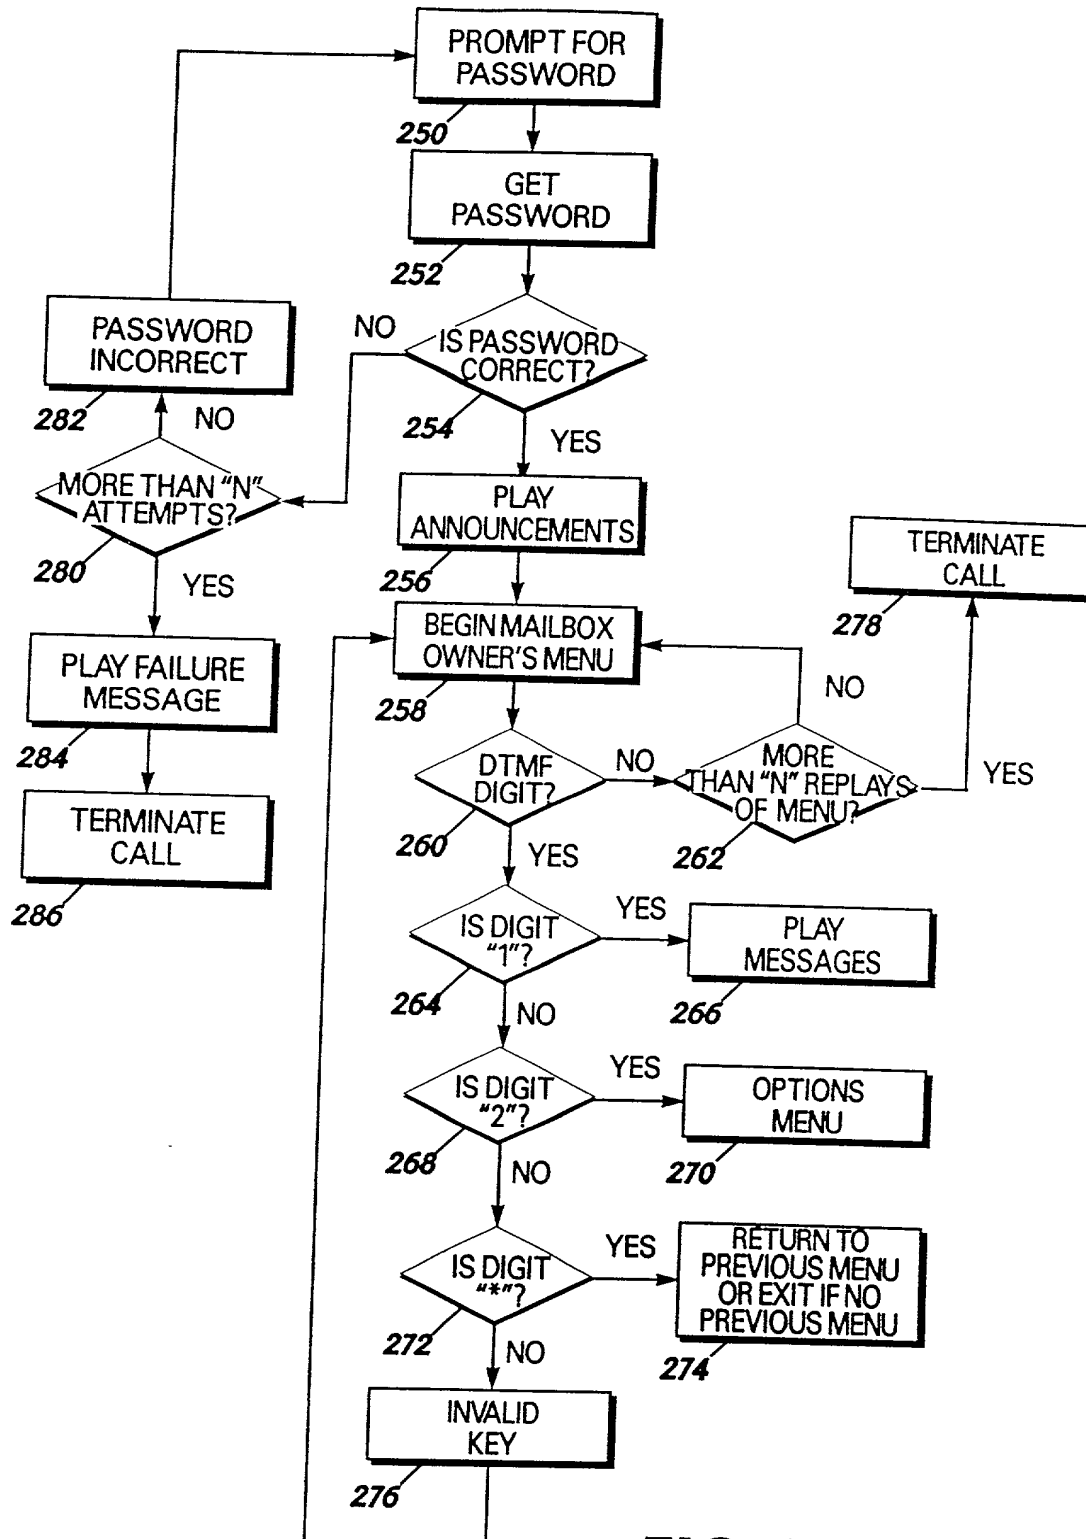 PROMPT FOR
PASSWORD
250
GET
PASSWORD
252
IS PASSWORD
CORRECT?
254
NO
YES
PASSWORD
INCORRECT
282
NO
MORE THAN "N"
ATTEMPTS?
280
YES
PLAY FAILURE
MESSAGE
284
TERMINATE
CALL
286
PLAY
ANNOUNCEMENTS
256
BEGIN MAILBOX
OWNER'S MENU
258
DTMF
DIGIT?
260
NO
YES
MORE
THAN "N" REPLAYS
OF MENU?
262
NO
YES
TERMINATE
CALL
278
IS DIGIT
"1"?
264
YES
NO
PLAY
MESSAGES
266
IS DIGIT
"2"?
268
YES
NO
OPTIONS
MENU
270
IS DIGIT
"*"?
272
YES
NO
RETURN TO
PREVIOUS MENU
OR EXIT IF NO
PREVIOUS MENU
274
INVALID
KEY
276